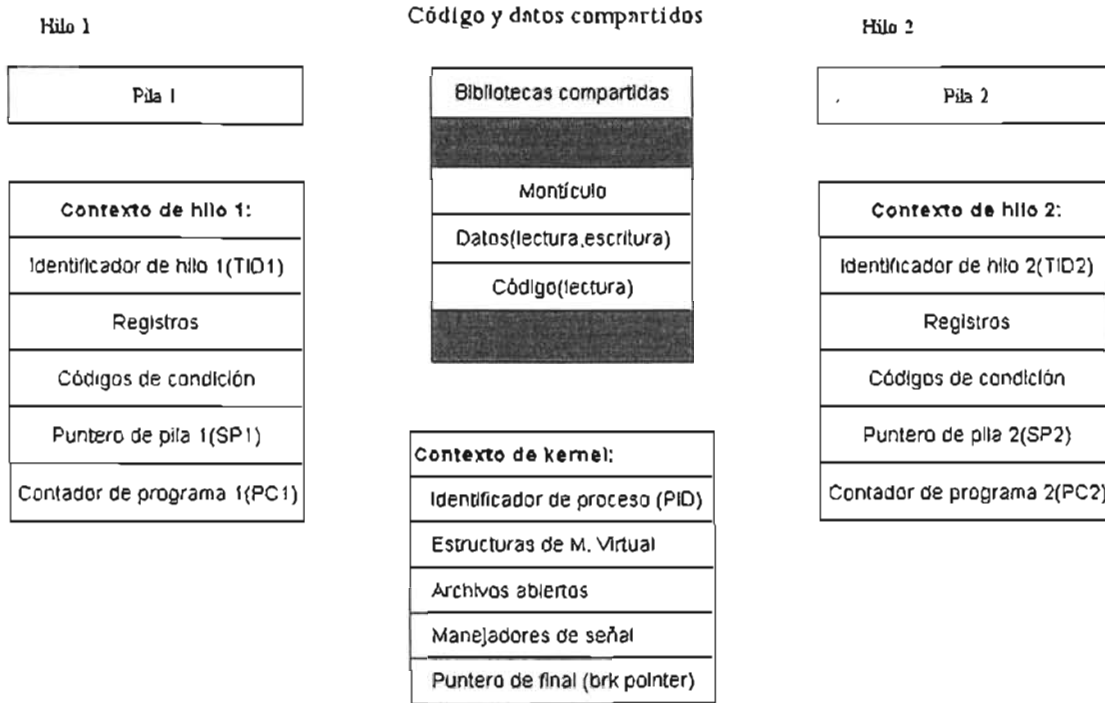 Hilo 1
Pila 1
Contexto de hilo 1:
Identificador de hilo 1(TID1)
Registros
Códigos de condición
Puntero de pila 1(SP1)
Contador de programa 1(PC1)
Código y datos compartidos
Bibliotecas compartidas
Montículo
Datos(lectura,escritura)
Código(lectura)
Contexto de kernel:
Identificador de proceso (PID)
Estructuras de M. Virtual
Archivos abiertos
Manejadores de señal
Puntero de final (brk pointer)
Hilo 2
Pila 2
Contexto de hilo 2:
Identificador de hilo 2(TID2)
Registros
Códigos de condición
Puntero de pila 2(SP2)
Contador de programa 2(PC2)